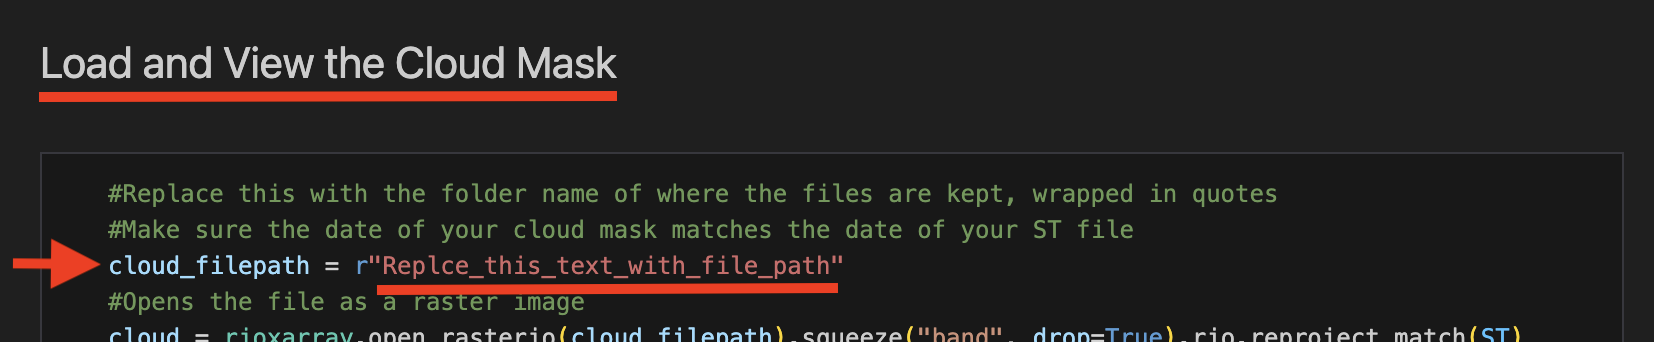 Load and View the Cloud Mask
#Replace this with the folder name of where the files are kept, wrapped in quotes
#Make sure the date of your cloud mask matches the date of your ST file
cloud_filepath = r"Replce_this_text_with_file_path"
#Opens the file as a raster image
cloud = rioxarray.open_rasterio(cloud_filepath).squeeze("band", drop=True).rio.reproject_match(ST)